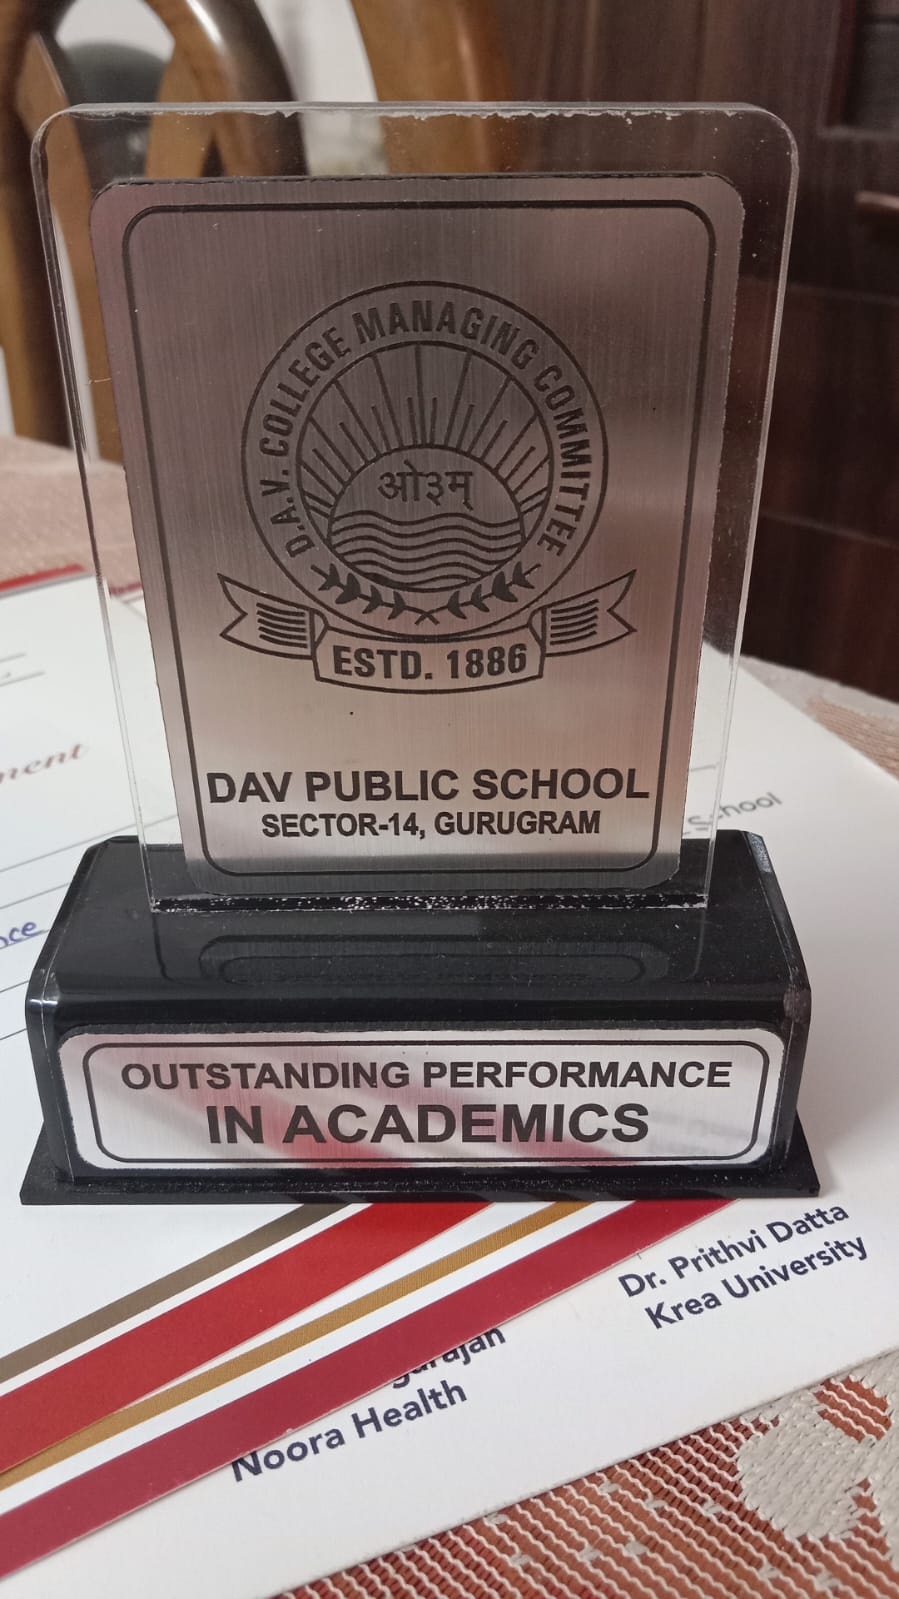 D.A.V. COLLEGE MANAGING COMMITTEE
ओ३म्
ESTD. 1886
DAV PUBLIC SCHOOL
SECTOR-14, GURUGRAM
School
OUTSTANDING PERFORMANCE
IN ACADEMICS
Dr. Prithvi Datta
Krea University
Noora Health